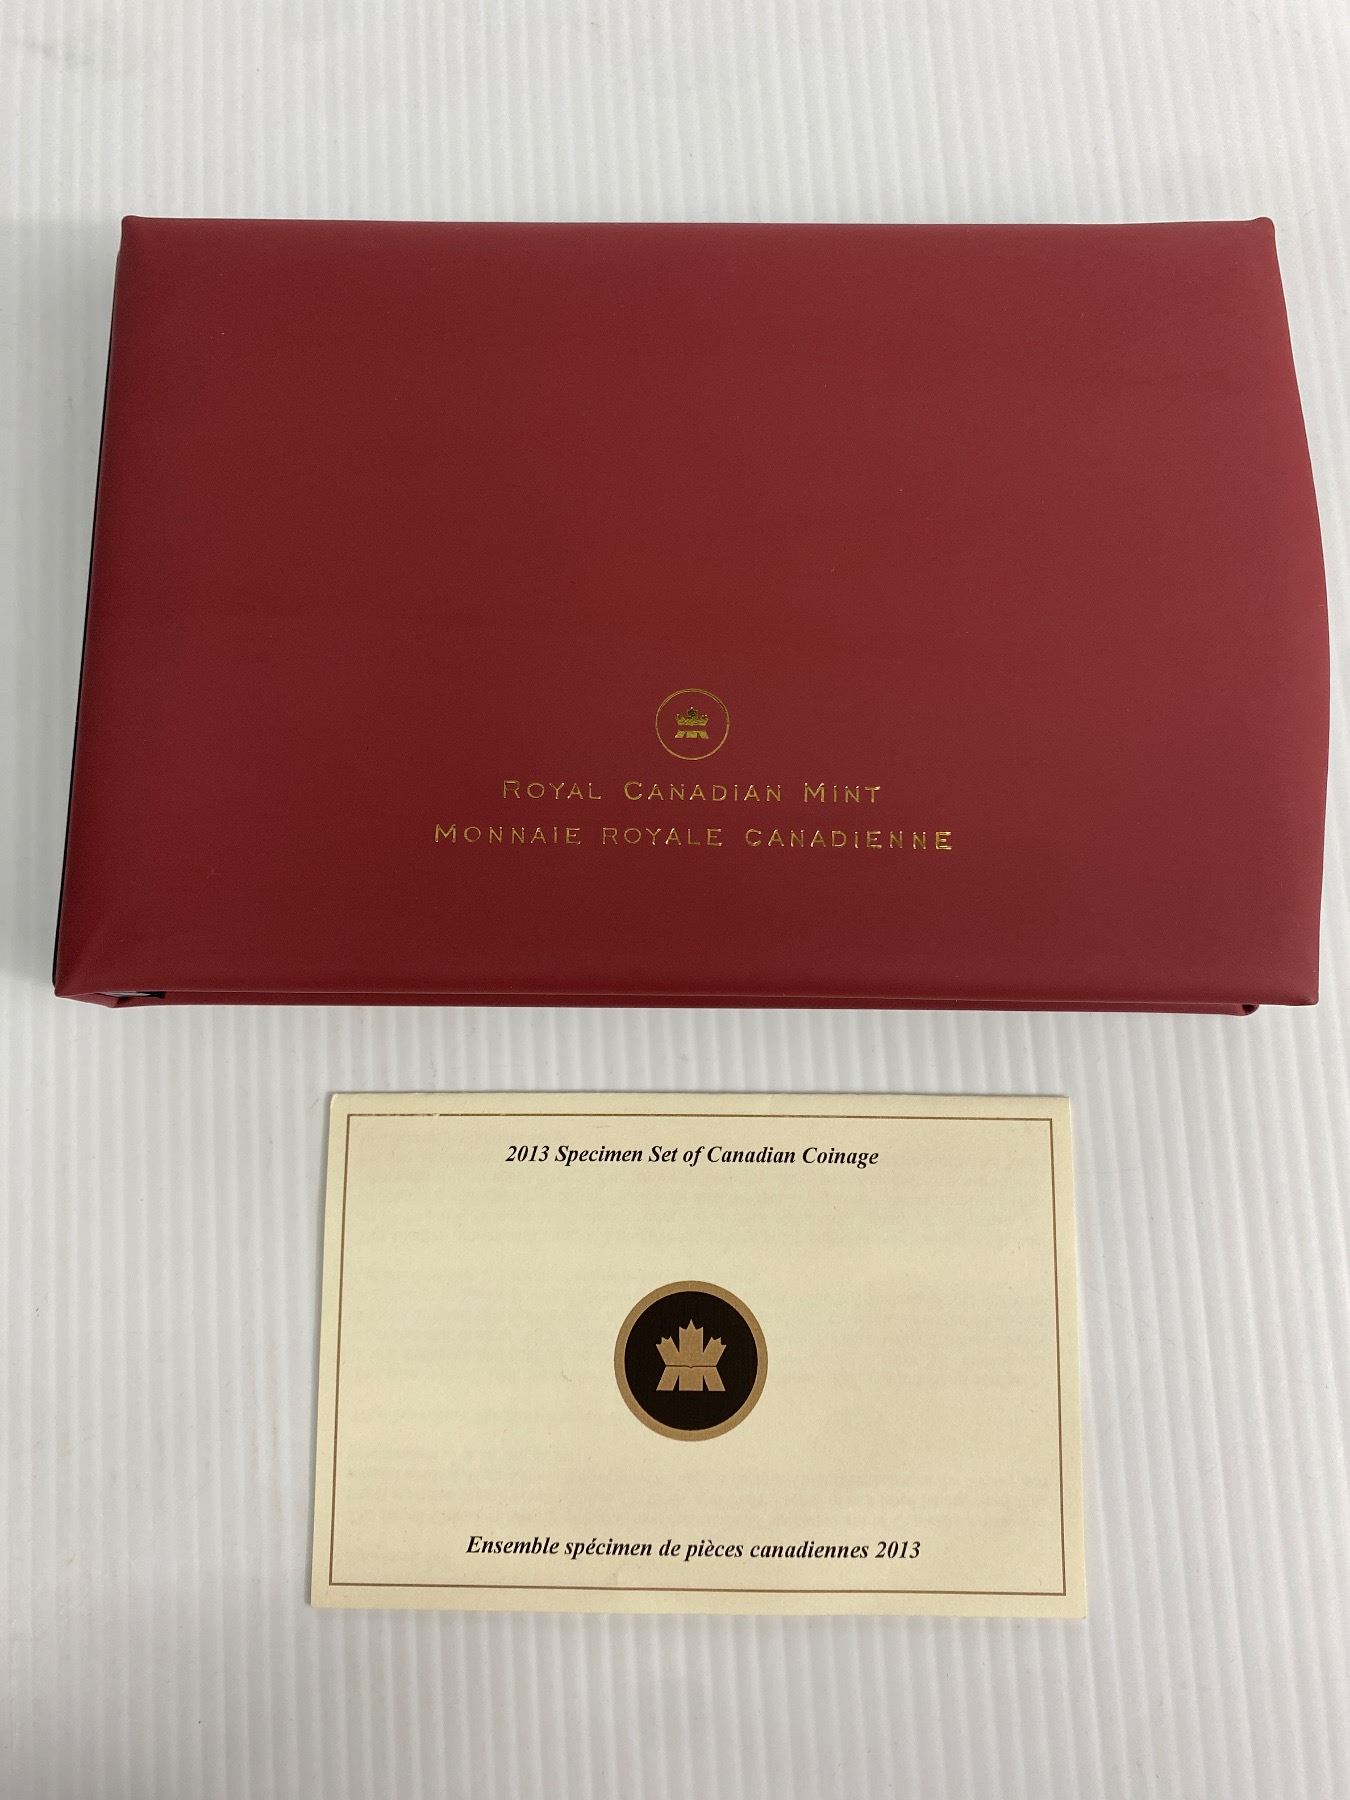 ROYAL CANADIAN MINT
MONNAIE ROYALE CANADIENNE
2013 Specimen Set of Canadian Coinage
Ensemble spécimen de pièces canadiennes 2013